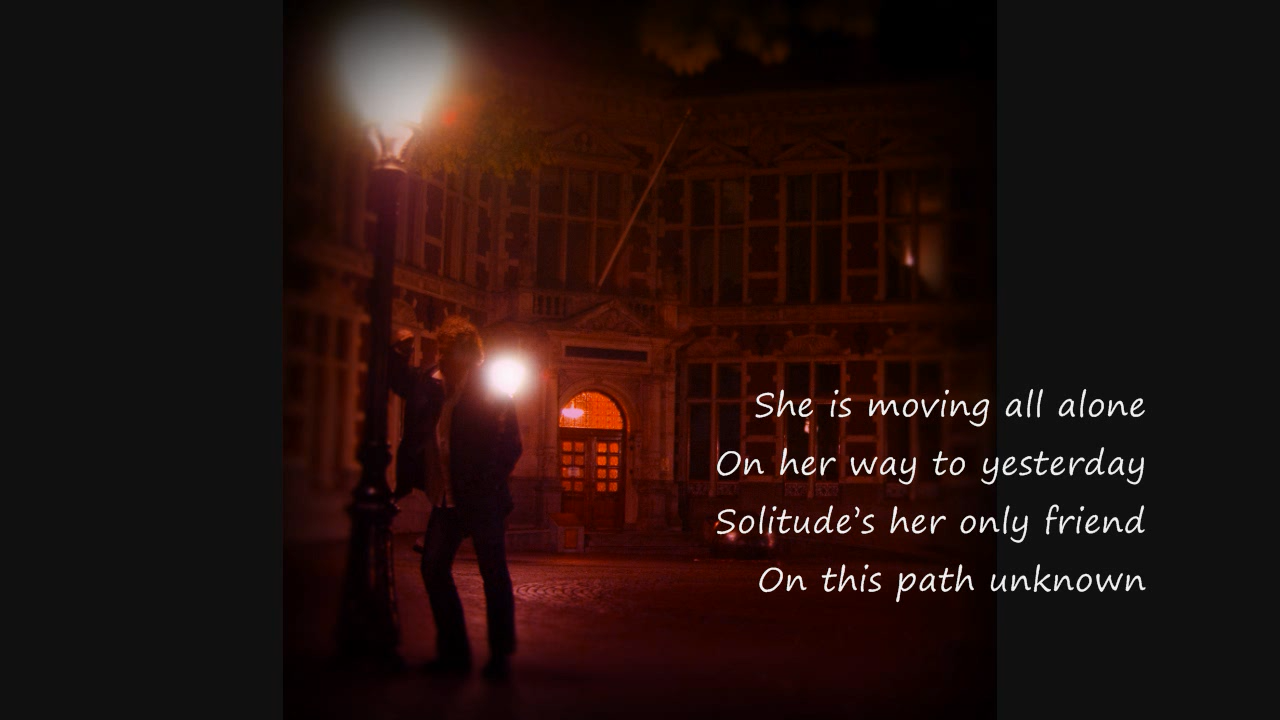 She is moving all alone
On her way to yesterday
Solitude's her only friend
On this path unknown